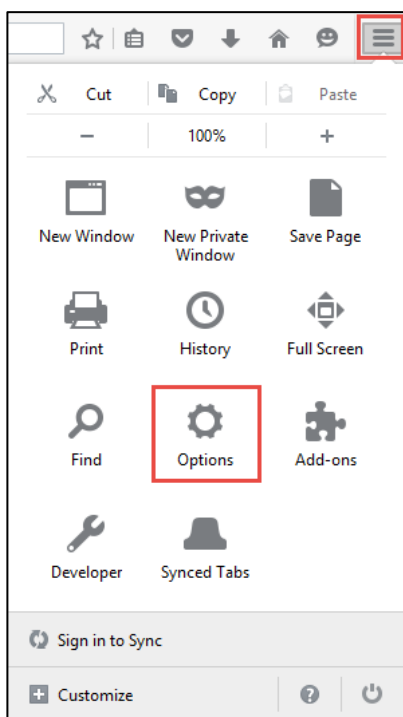 Cut Copy Paste
− 100% +
New Window New Private Window Save Page
Print History Full Screen
Find Options Add-ons
Developer Synced Tabs
Sign in to Sync
Customize